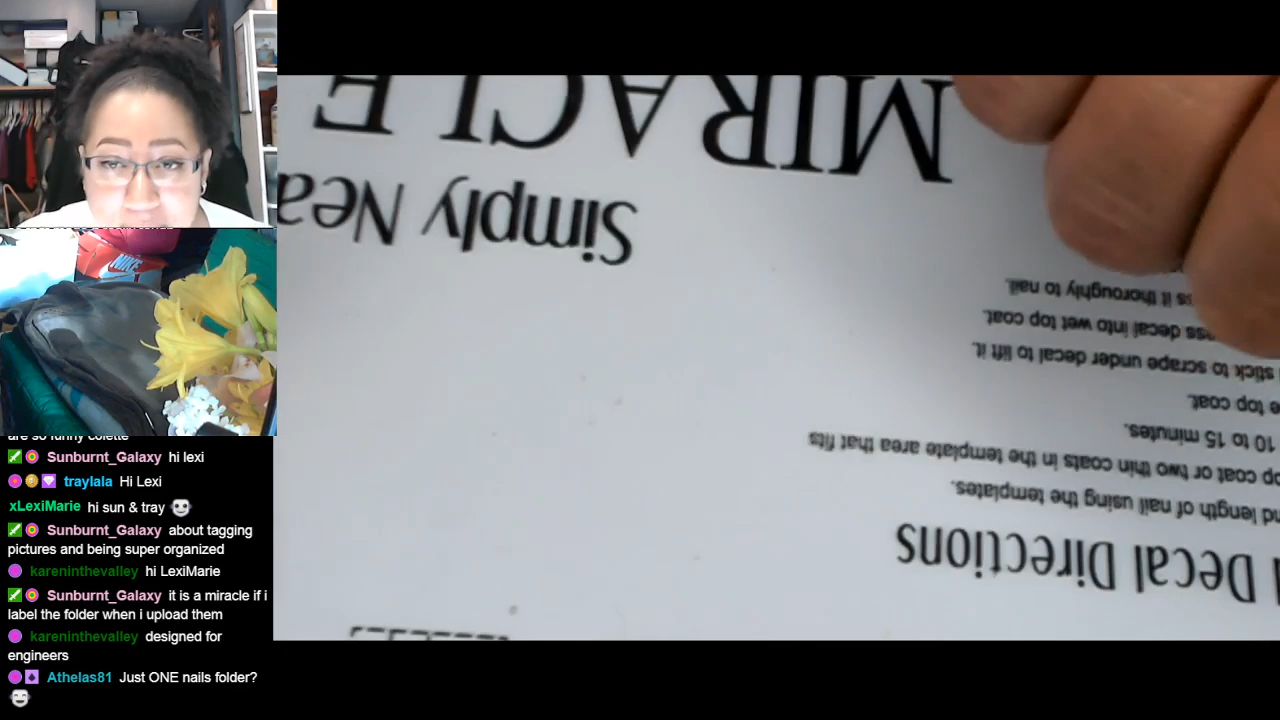 MIRACLE
Simply Nea
it thoroughly to nail.
decal into wet top coat.
stick to scrape under decal to lift it.
top coat.
10 to 15 minutes.
coat or two thin coats in the template area that fits
length of nail using the templates.
Decal Directions
are so funny colette
Sunburnt_Galaxy hi lexi
traylala Hi Lexi
xLexiMarie hi sun & tray
Sunburnt_Galaxy about tagging
pictures and being super organized
kareninthevalley hi LexiMarie
Sunburnt_Galaxy it is a miracle if i
label the folder when i upload them
kareninthevalley designed for
engineers
Athelas81 Just ONE nails folder?